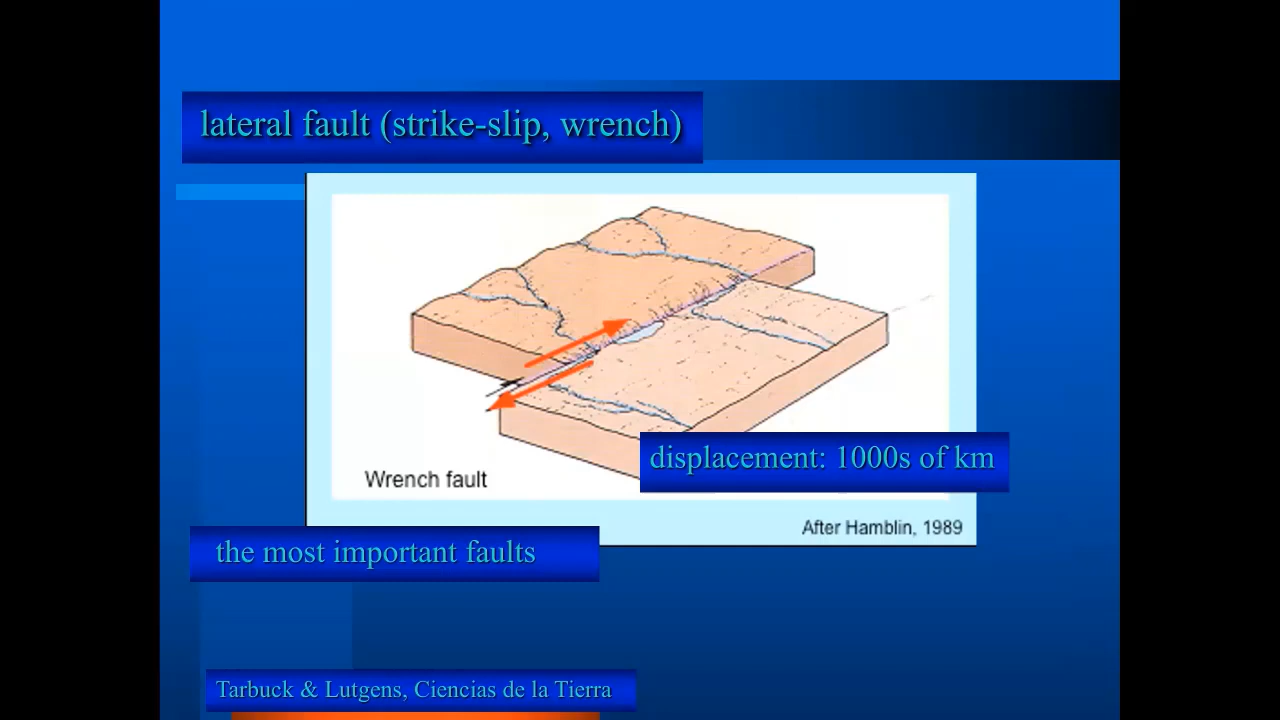 lateral fault (strike-slip, wrench)
displacement: 1000s of km
Wrench fault
After Hamblin, 1989
the most important faults
Tarbuck & Lutgens, Ciencias de la Tierra